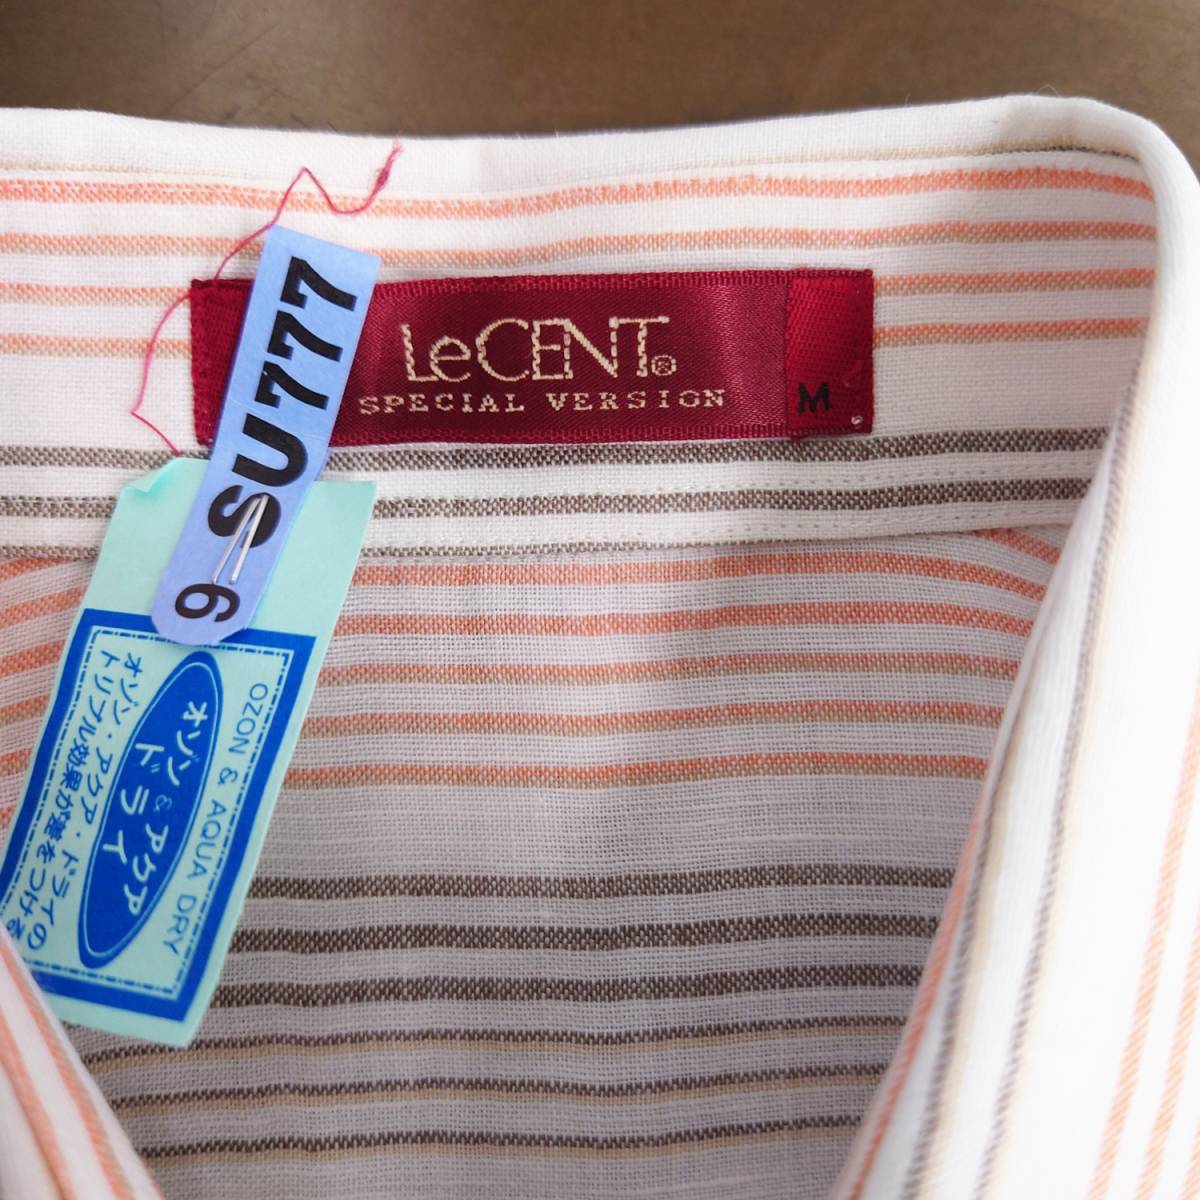 LeCENT®
SPECIAL VERSION
M
SU777
6
OZON & AQUA DRY
オゾン&アクア
ドライ
オゾン・アクア・ドライの
トリプル効果が差をつける